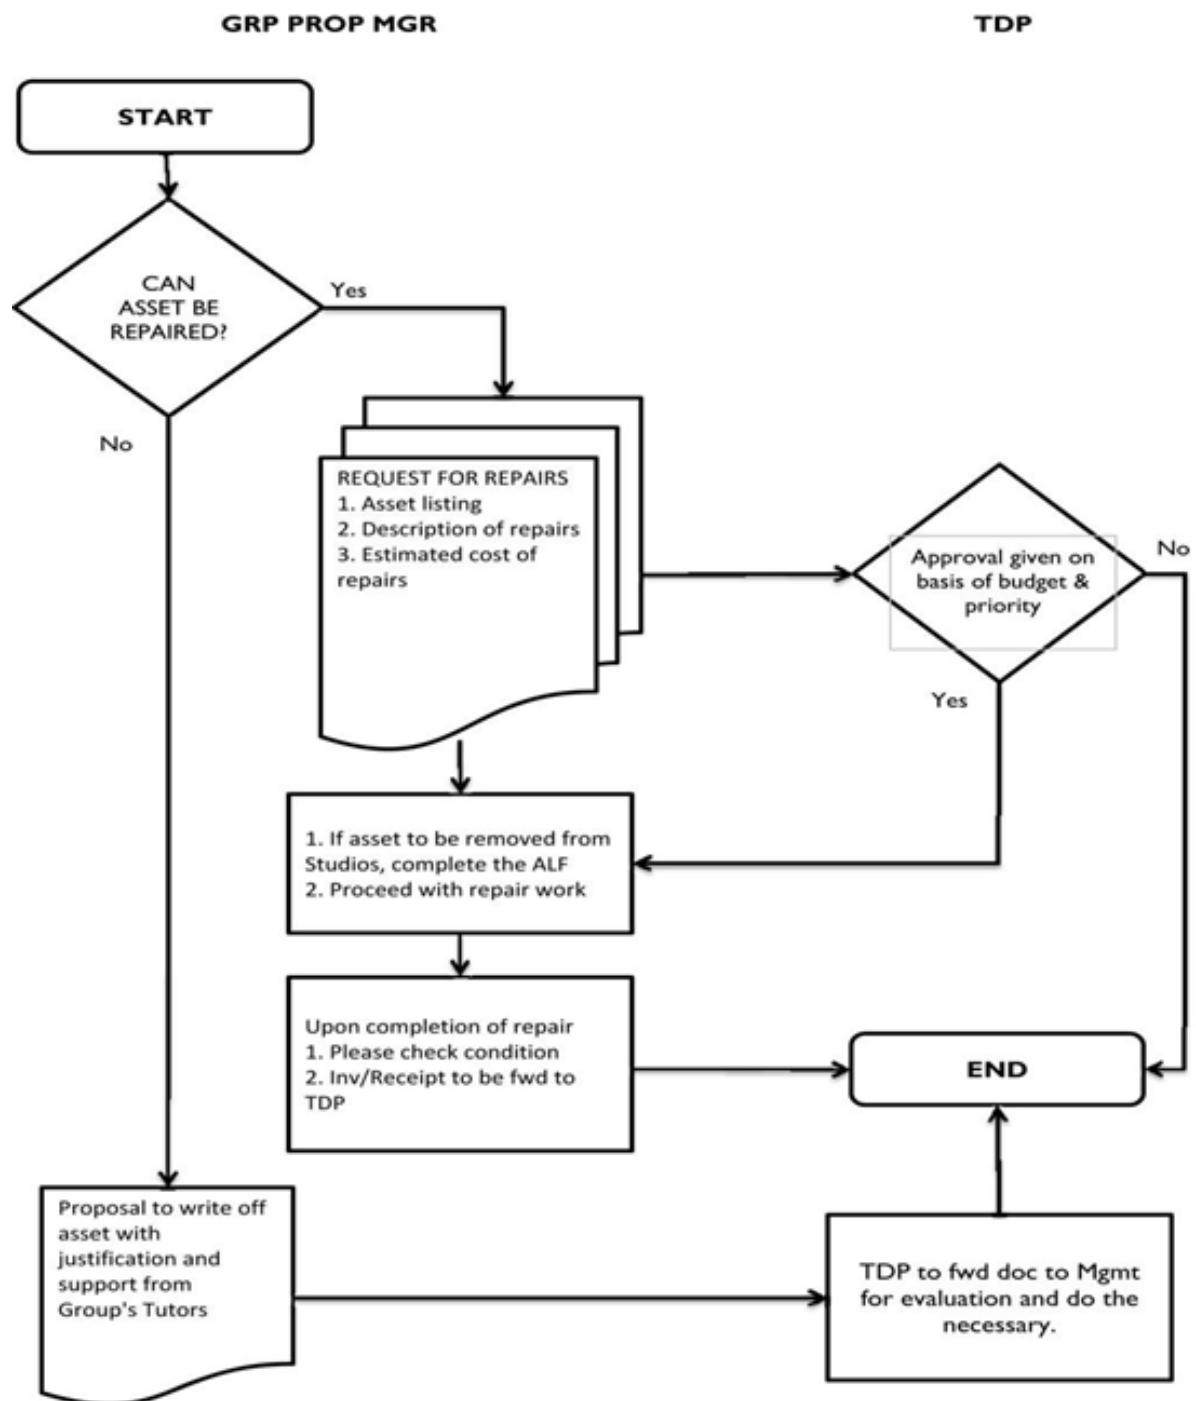 GRP PROP MGR
TDP
START
CAN
ASSET BE
REPAIRED?
Yes
No
REQUEST FOR REPAIRS
1. Asset listing
2. Description of repairs
3. Estimated cost of
repairs
Approval given on
basis of budget &
priority
No
Yes
1. If asset to be removed from
Studios, complete the ALF
2. Proceed with repair work
Upon completion of repair
1. Please check condition
2. Inv/Receipt to be fwd to
TDP
END
Proposal to write off
asset with
justification and
support from
Group's Tutors
TDP to fwd doc to Mgmt
for evaluation and do the
necessary.